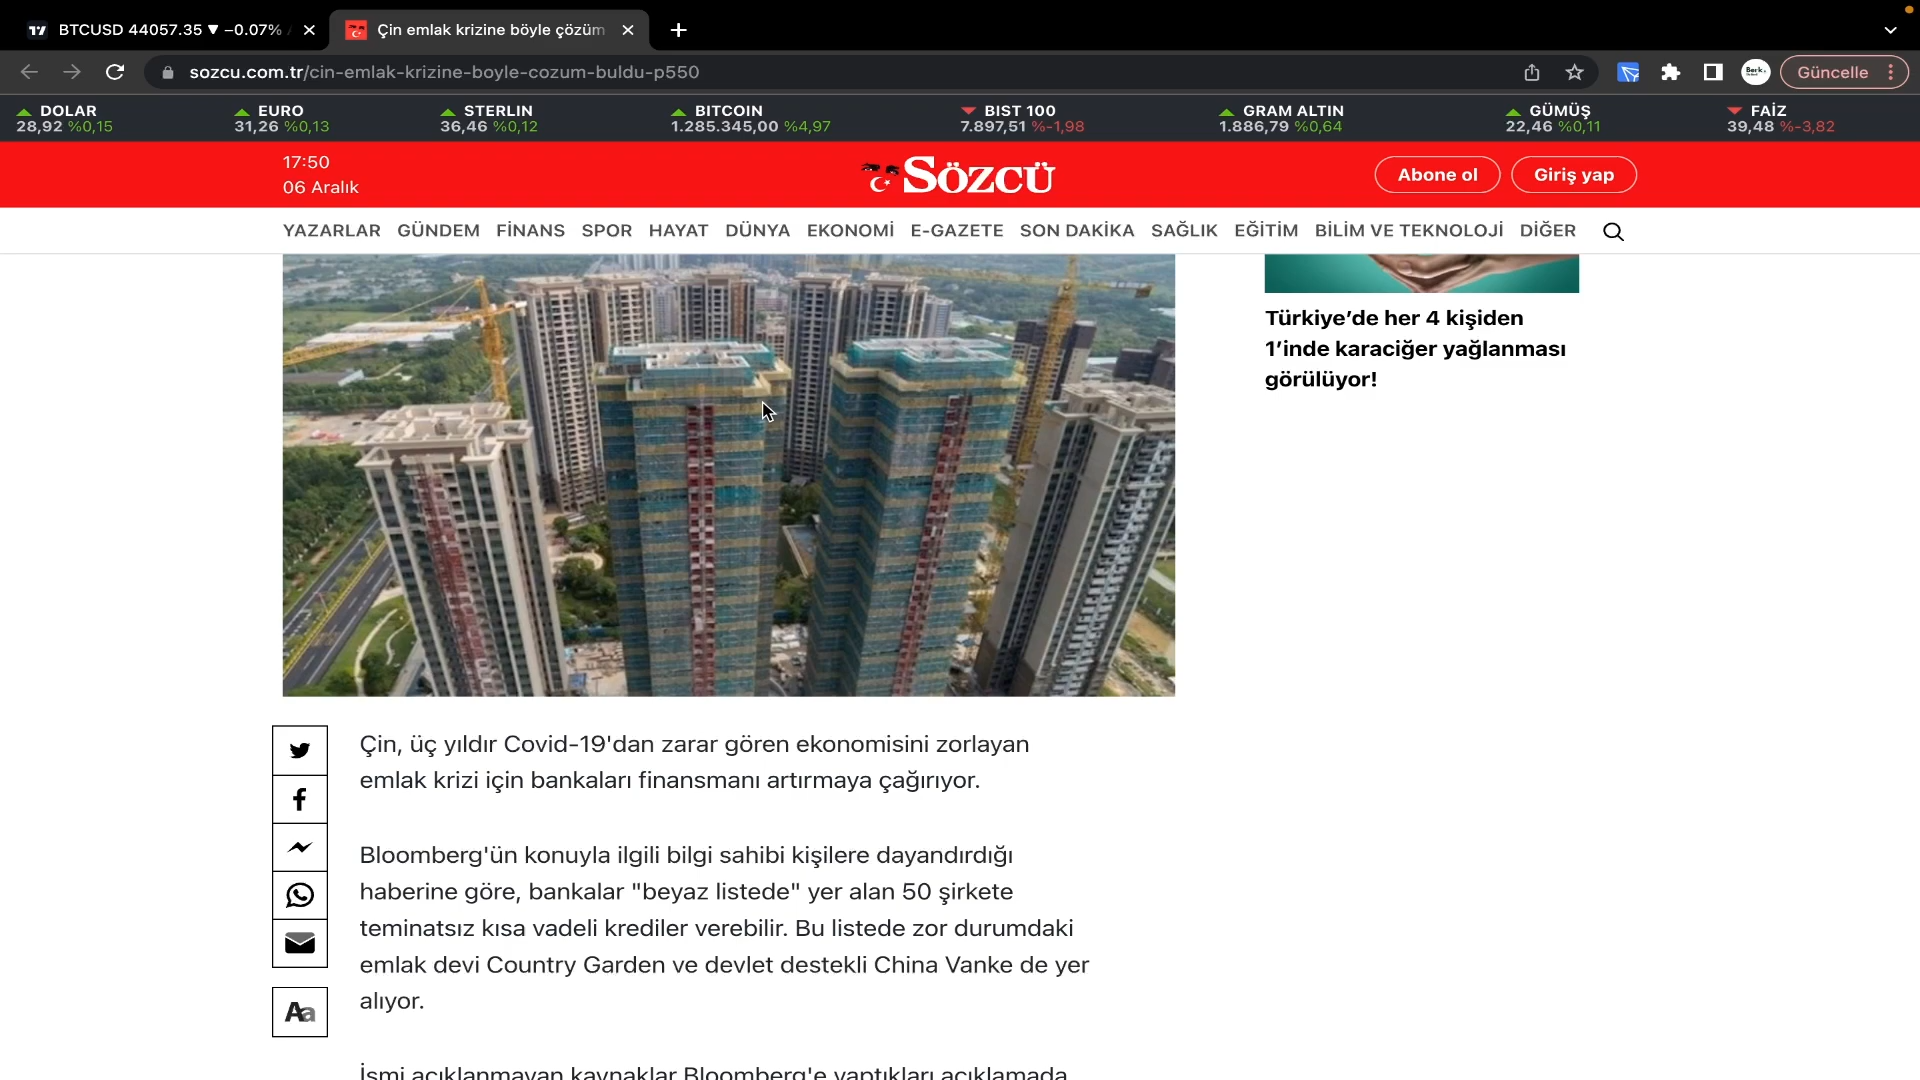 BTCUSD 44057.35 ▼ −0.07%
Çin emlak krizine böyle çözüm
sozcu.com.tr/cin-emlak-krizine-boyle-cozum-buldu-p550
Berk.
Güncelle
DOLAR
28,92 %0,15
EURO
31,26 %0,13
STERLIN
36,46 %0,12
BITCOIN
1.285.345,00 %4,97
BIST 100
7.897,51 %-1,98
GRAM ALTIN
1.886,79 %0,64
GÜMÜŞ
22,46 %0,11
FAİZ
39,48 %-3,82
17:50
06 Aralık
SÖZCÜ
Abone ol
Giriş yap
YAZARLAR GÜNDEM FİNANS SPOR HAYAT DÜNYA EKONOMİ E-GAZETE SON DAKİKA SAĞLIK EĞİTİM BİLİM VE TEKNOLOJİ DİĞER
Türkiye’de her 4 kişiden
1’inde karaciğer yağlanması
görülüyor!
Çin, üç yıldır Covid-19'dan zarar gören ekonomisini zorlayan
emlak krizi için bankaları finansmanı artırmaya çağırıyor.
Bloomberg'ün konuyla ilgili bilgi sahibi kişilere dayandırdığı
haberine göre, bankalar "beyaz listede" yer alan 50 şirkete
teminatsız kısa vadeli krediler verebilir. Bu listede zor durumdaki
emlak devi Country Garden ve devlet destekli China Vanke de yer
alıyor.
Aa
İsmi açıklanmayan kaynaklar Bloomberg'e yaptıkları açıklamada,